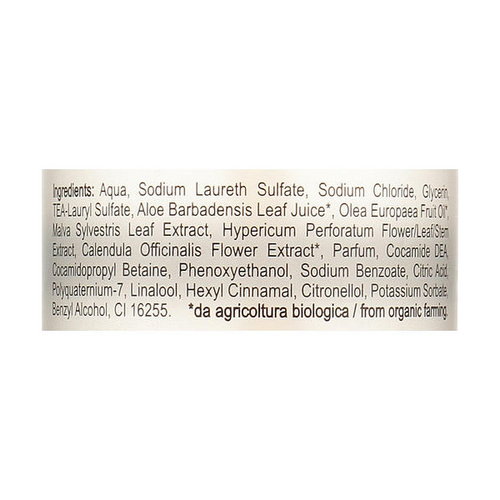 Ingredients: Aqua, Sodium Laureth Sulfate, Sodium Chloride, Glycerin,
TEA-Lauryl Sulfate, Aloe Barbadensis Leaf Juice*, Olea Europaea Fruit Oil*,
Malva Sylvestris Leaf Extract, Hypericum Perforatum Flower/Leaf/Stem
Extract, Calendula Officinalis Flower Extract*, Parfum, Cocamide DEA,
Cocamidopropyl Betaine, Phenoxyethanol, Sodium Benzoate, Citric Acid,
Polyquaternium-7, Linalool, Hexyl Cinnamal, Citronellol, Potassium Sorbate,
Benzyl Alcohol, CI 16255. *da agricoltura biologica / from organic farming.